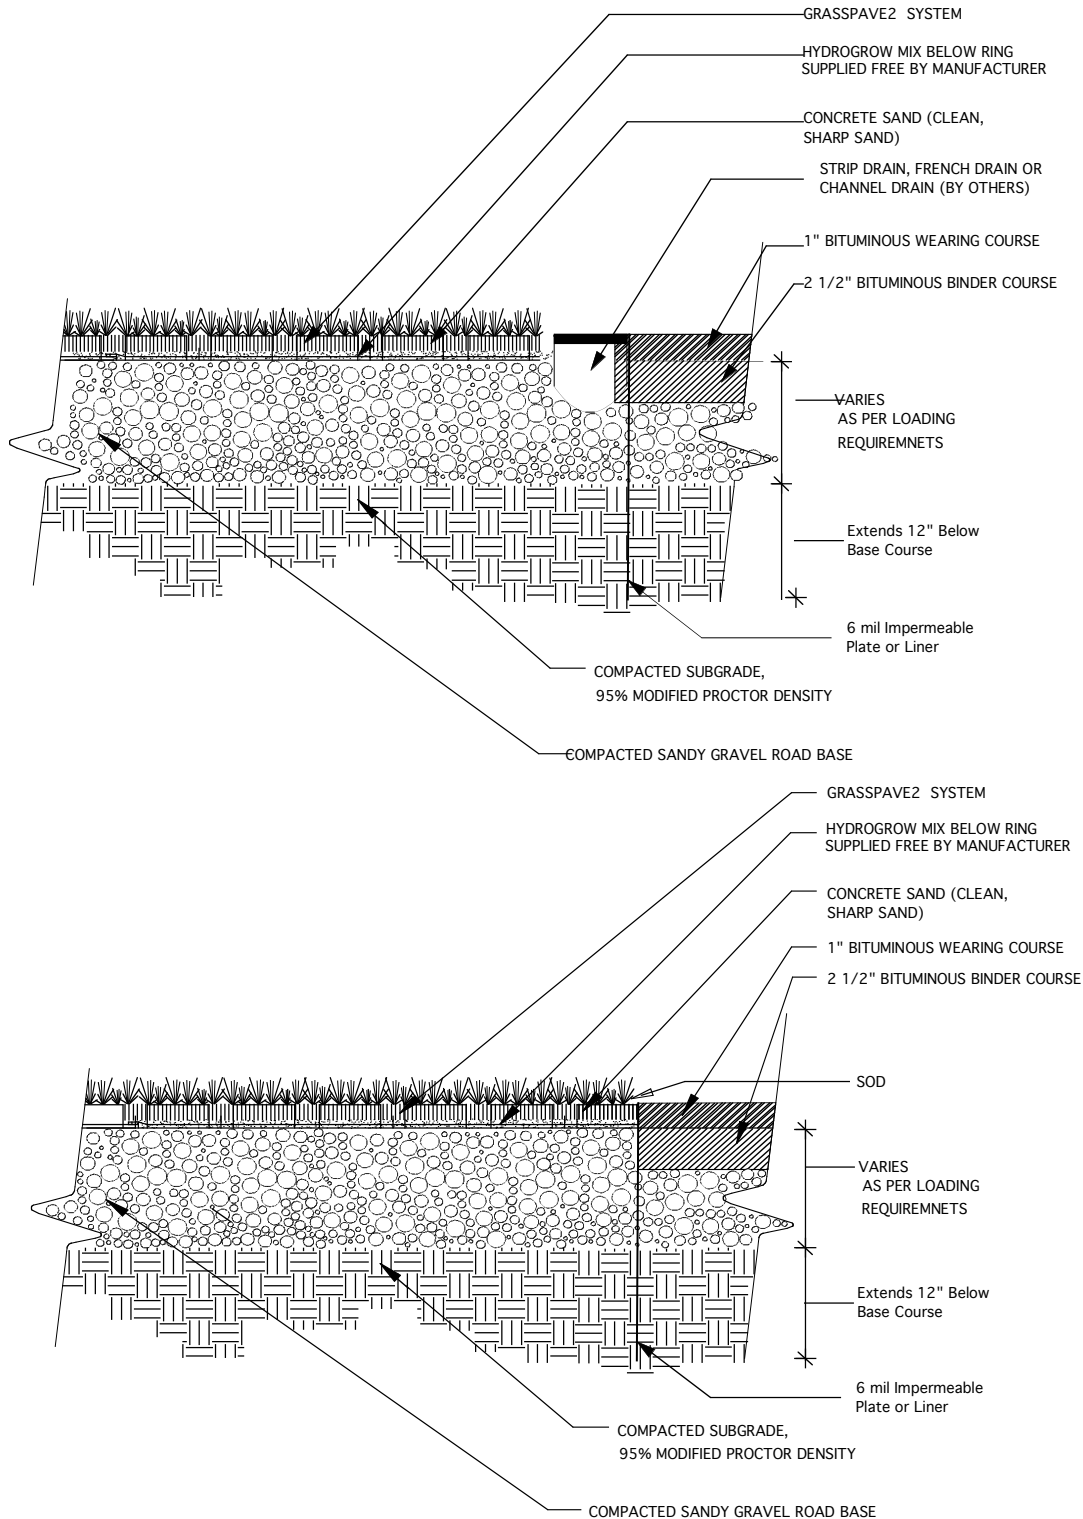 GRASSPAVE2 SYSTEM
HYDROGROW MIX BELOW RING
SUPPLIED FREE BY MANUFACTURER
CONCRETE SAND (CLEAN,
SHARP SAND)
STRIP DRAIN, FRENCH DRAIN OR
CHANNEL DRAIN (BY OTHERS)
1" BITUMINOUS WEARING COURSE
2 1/2" BITUMINOUS BINDER COURSE
VARIES
AS PER LOADING
REQUIREMNETS
Extends 12" Below
Base Course
6 mil Impermeable
Plate or Liner
COMPACTED SUBGRADE,
95% MODIFIED PROCTOR DENSITY
COMPACTED SANDY GRAVEL ROAD BASE
GRASSPAVE2 SYSTEM
HYDROGROW MIX BELOW RING
SUPPLIED FREE BY MANUFACTURER
CONCRETE SAND (CLEAN,
SHARP SAND)
1" BITUMINOUS WEARING COURSE
2 1/2" BITUMINOUS BINDER COURSE
SOD
VARIES
AS PER LOADING
REQUIREMNETS
Extends 12" Below
Base Course
6 mil Impermeable
Plate or Liner
COMPACTED SUBGRADE,
95% MODIFIED PROCTOR DENSITY
COMPACTED SANDY GRAVEL ROAD BASE